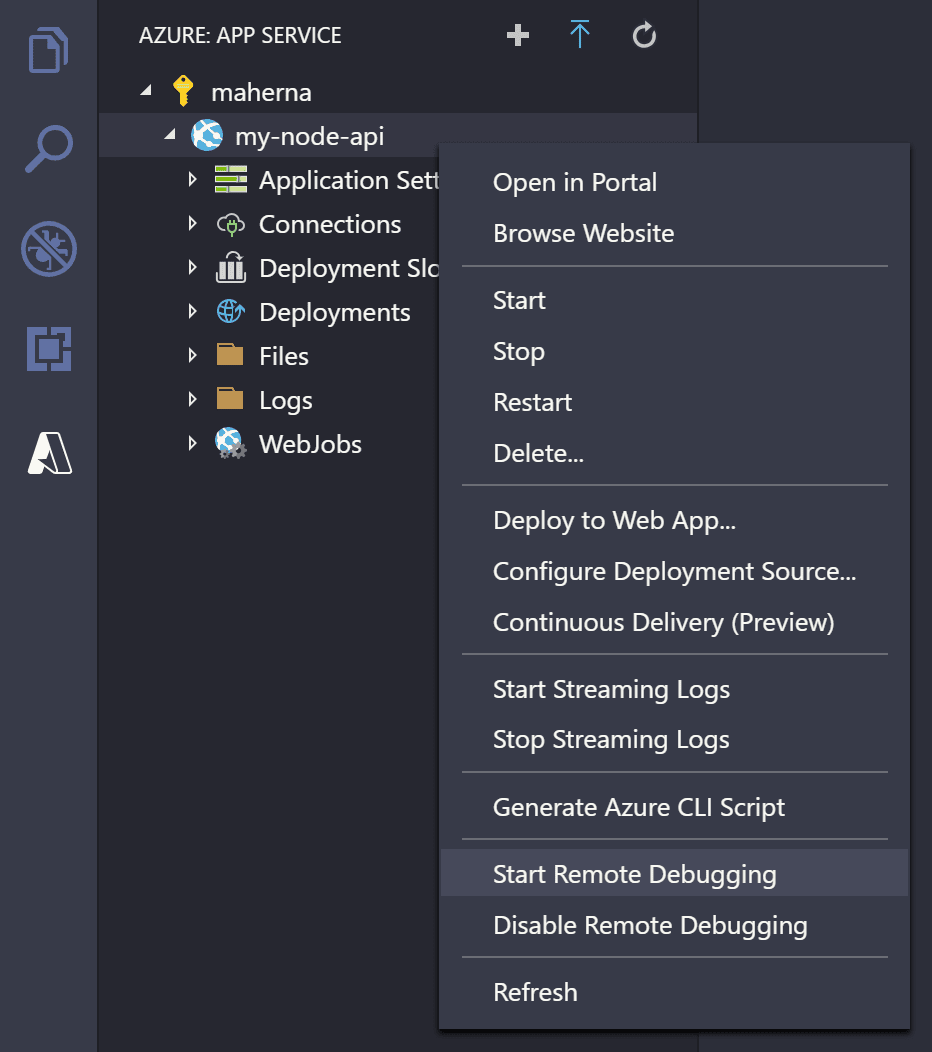 AZURE: APP SERVICE
maherna
my-node-api
Application Sett
Connections
Deployment Slo
Deployments
Files
Logs
WebJobs
Open in Portal
Browse Website
Start
Stop
Restart
Delete...
Deploy to Web App...
Configure Deployment Source...
Continuous Delivery (Preview)
Start Streaming Logs
Stop Streaming Logs
Generate Azure CLI Script
Start Remote Debugging
Disable Remote Debugging
Refresh